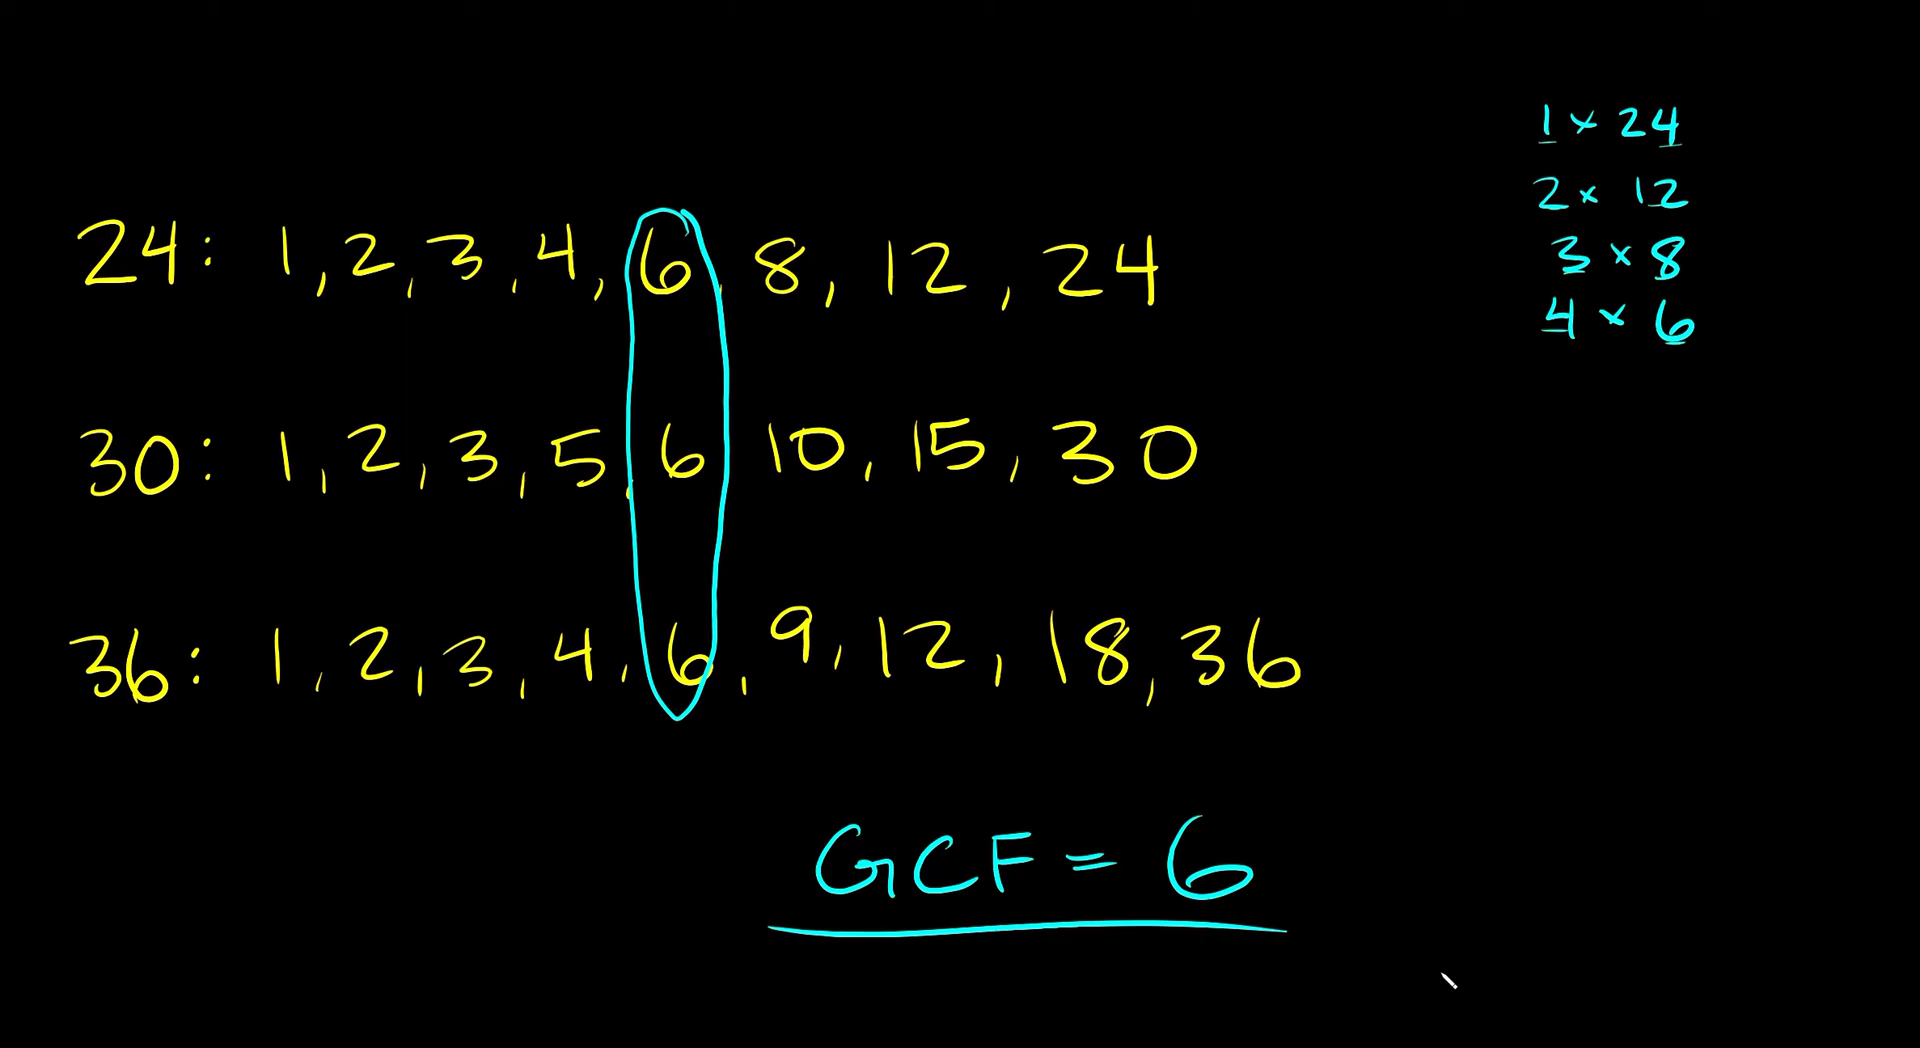 24: 1, 2, 3, 4, 6, 8, 12, 24
30: 1, 2, 3, 5, 6 10, 15, 30
36: 1, 2, 3, 4, 6, 9, 12, 18, 36
GCF = 6
1 × 24
2 × 12
3 × 8
4 × 6